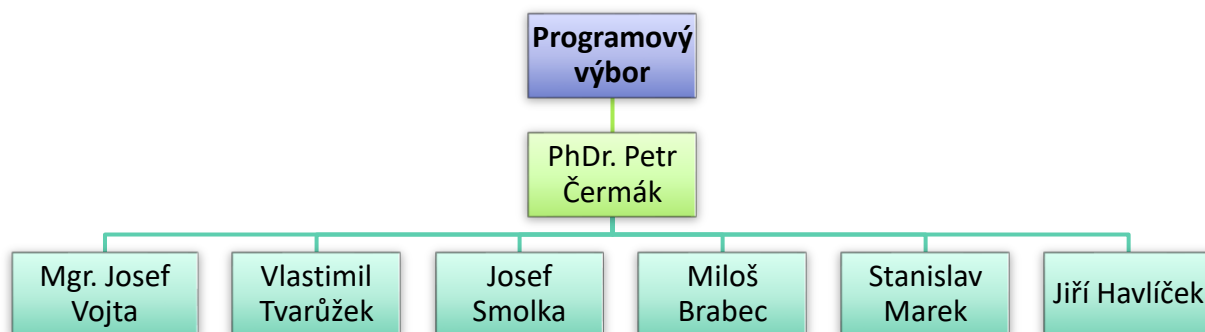 Programový
výbor
PhDr. Petr
Čermák
Mgr. Josef
Vojta
Vlastimil
Tvarůžek
Josef
Smolka
Miloš
Brabec
Stanislav
Marek
Jiří Havlíček